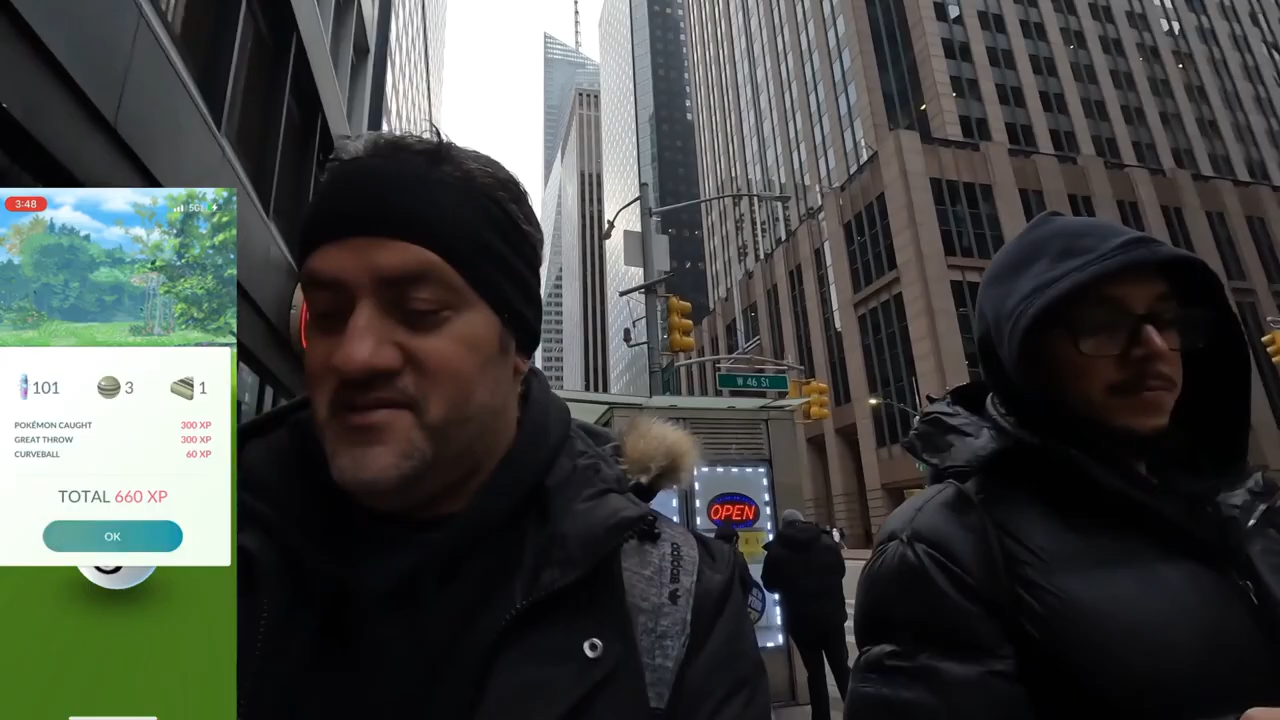 3:48
5G
101
3
1
POKÉMON CAUGHT 300 XP
GREAT THROW 300 XP
CURVEBALL 60 XP
TOTAL 660 XP
OK
W 46 St
OPEN
adidas